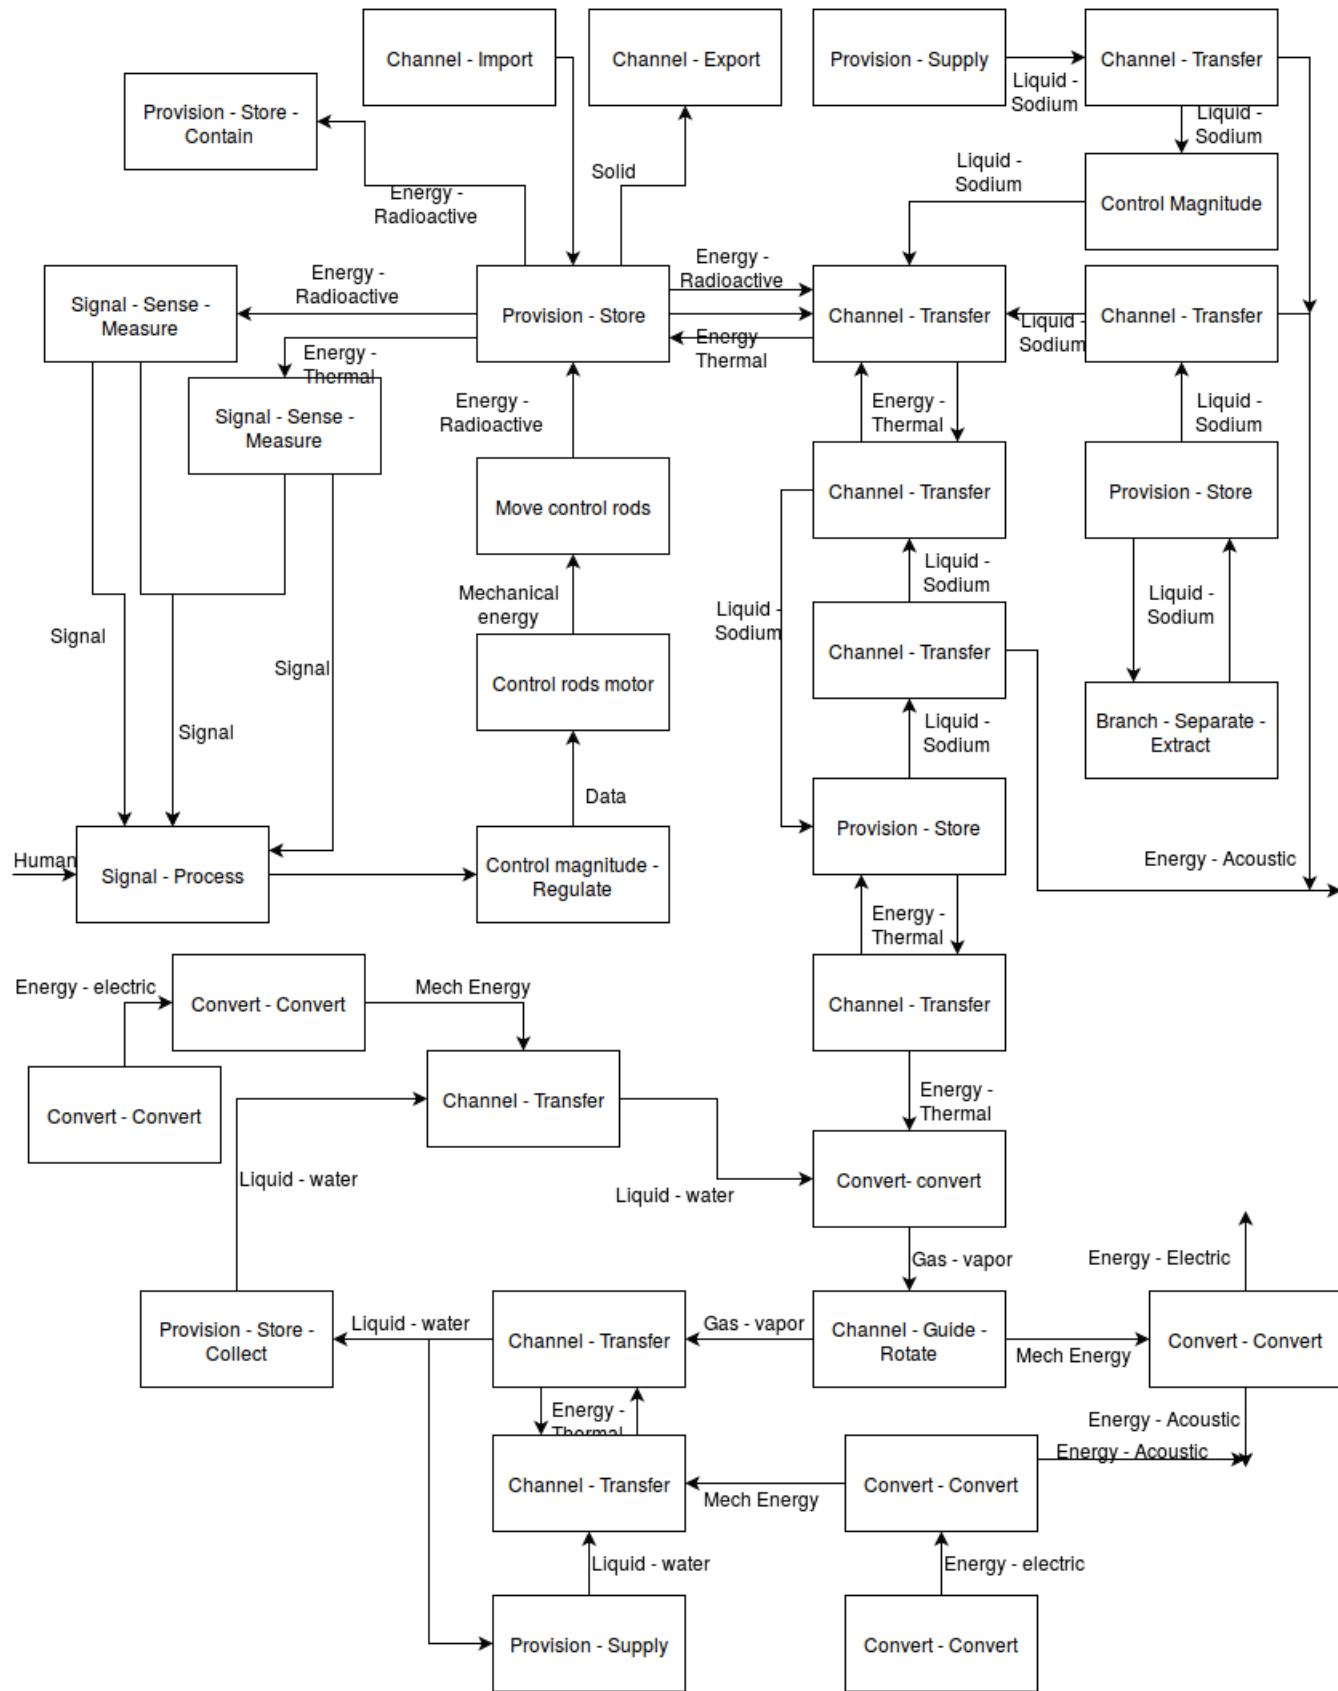 Channel - Import
Channel - Export
Provision - Supply
Channel - Transfer
Liquid -
Sodium
Provision - Store -
Contain
Liquid -
Sodium
Solid
Liquid -
Sodium
Energy -
Radioactive
Control Magnitude
Signal - Sense -
Measure
Energy -
Radioactive
Provision - Store
Energy -
Radioactive
Channel - Transfer
Channel - Transfer
Liquid -
Sodium
Energy -
Thermal
Energy
Thermal
Signal - Sense -
Measure
Energy -
Radioactive
Energy -
Thermal
Liquid -
Sodium
Move control rods
Channel - Transfer
Provision - Store
Mechanical
energy
Liquid -
Sodium
Liquid -
Sodium
Liquid -
Sodium
Signal
Signal
Control rods motor
Channel - Transfer
Signal
Liquid -
Sodium
Branch - Separate -
Extract
Data
Provision - Store
Human
Signal - Process
Control magnitude -
Regulate
Energy - Acoustic
Energy -
Thermal
Energy - electric
Convert - Convert
Mech Energy
Channel - Transfer
Convert - Convert
Channel - Transfer
Energy -
Thermal
Liquid - water
Liquid - water
Convert- convert
Gas - vapor
Energy - Electric
Provision - Store -
Collect
Liquid - water
Channel - Transfer
Gas - vapor
Channel - Guide -
Rotate
Mech Energy
Convert - Convert
Energy -
Thermal
Energy - Acoustic
Energy - Acoustic
Channel - Transfer
Mech Energy
Convert - Convert
Liquid - water
Energy - electric
Provision - Supply
Convert - Convert